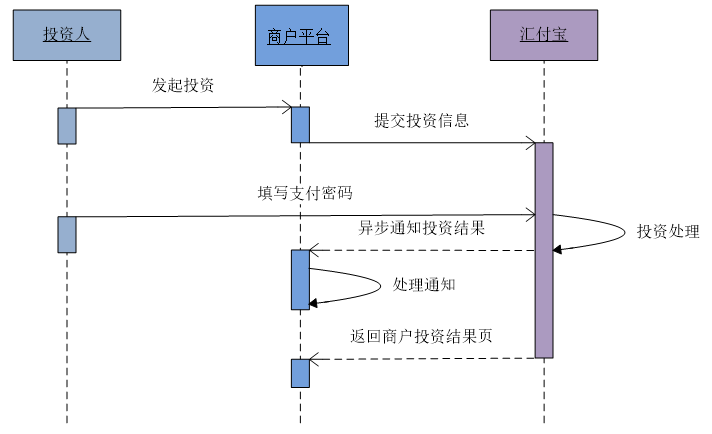 投资人
商户平台
汇付宝
发起投资
提交投资信息
填写支付密码
异步通知投资结果
投资处理
处理通知
返回商户投资结果页